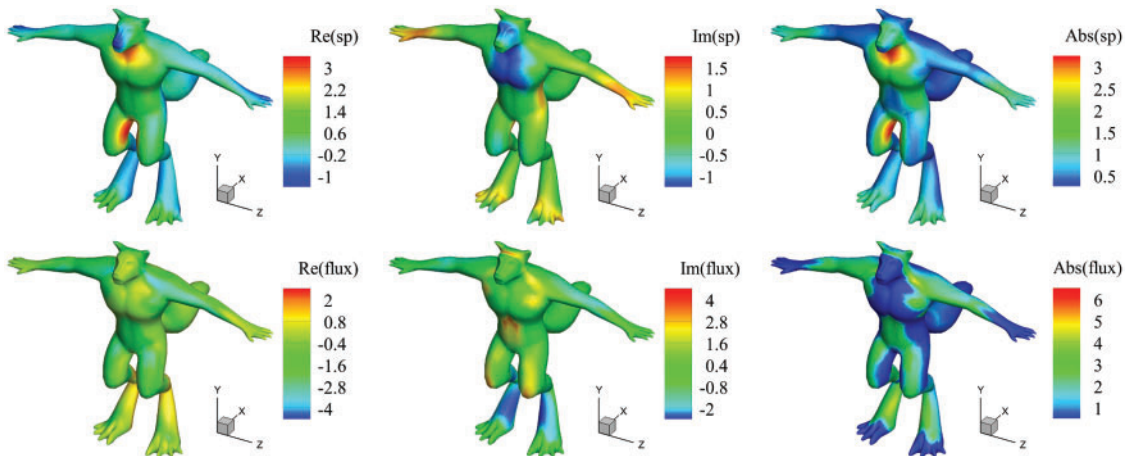 Re(sp)
3
2.2
1.4
0.6
-0.2
-1
Y
X
Z
Im(sp)
1.5
1
0.5
0
-0.5
-1
Y
X
Z
Abs(sp)
3
2.5
2
1.5
1
0.5
Y
X
Z
Re(flux)
2
0.8
-0.4
-1.6
-2.8
-4
Y
X
Z
Im(flux)
4
2.8
1.6
0.4
-0.8
-2
Y
X
Z
Abs(flux)
6
5
4
3
2
1
Y
X
Z